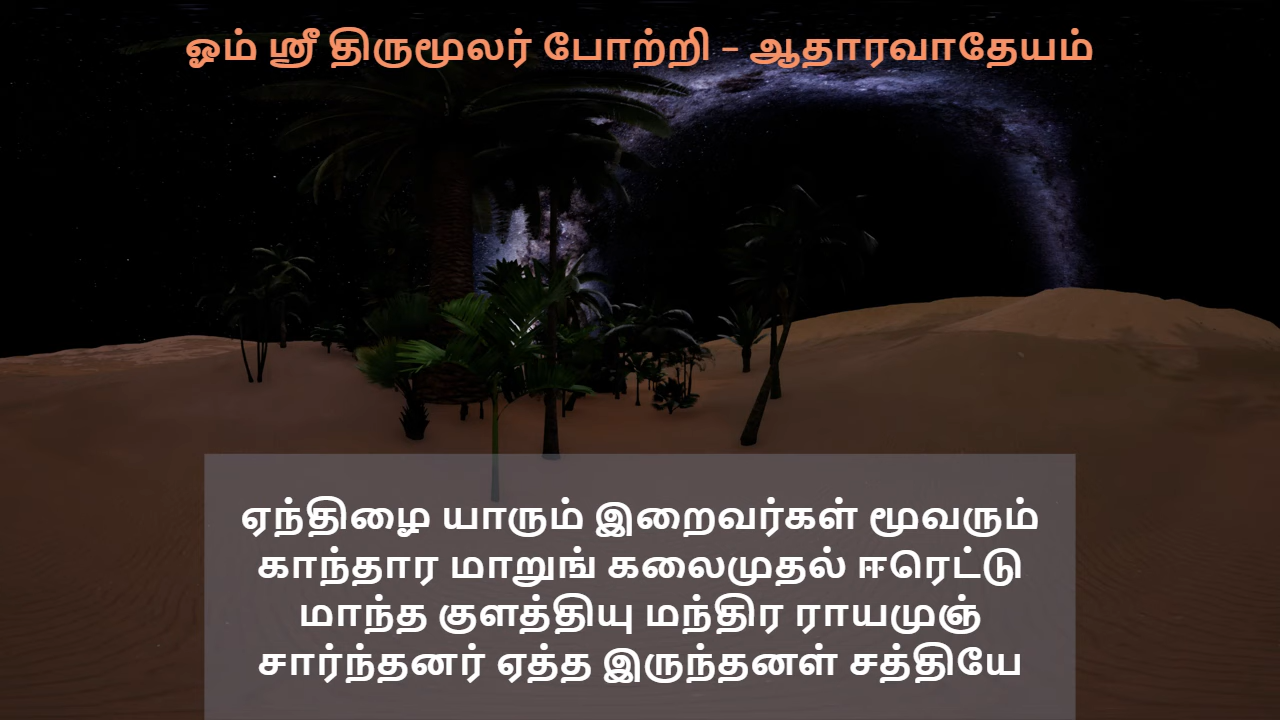 ஓம் ஸ்ரீ திருமூலர் போற்றி - ஆதாரவாதேயம்
ஏந்திழை யாரும் இறைவர்கள் மூவரும்
காந்தார மாறுங் கலைமுதல் ஈரெட்டு
மாந்த குளத்தியு மந்திர ராயமுஞ்
சார்ந்தனர் ஏத்த இருந்தனள் சத்தியே